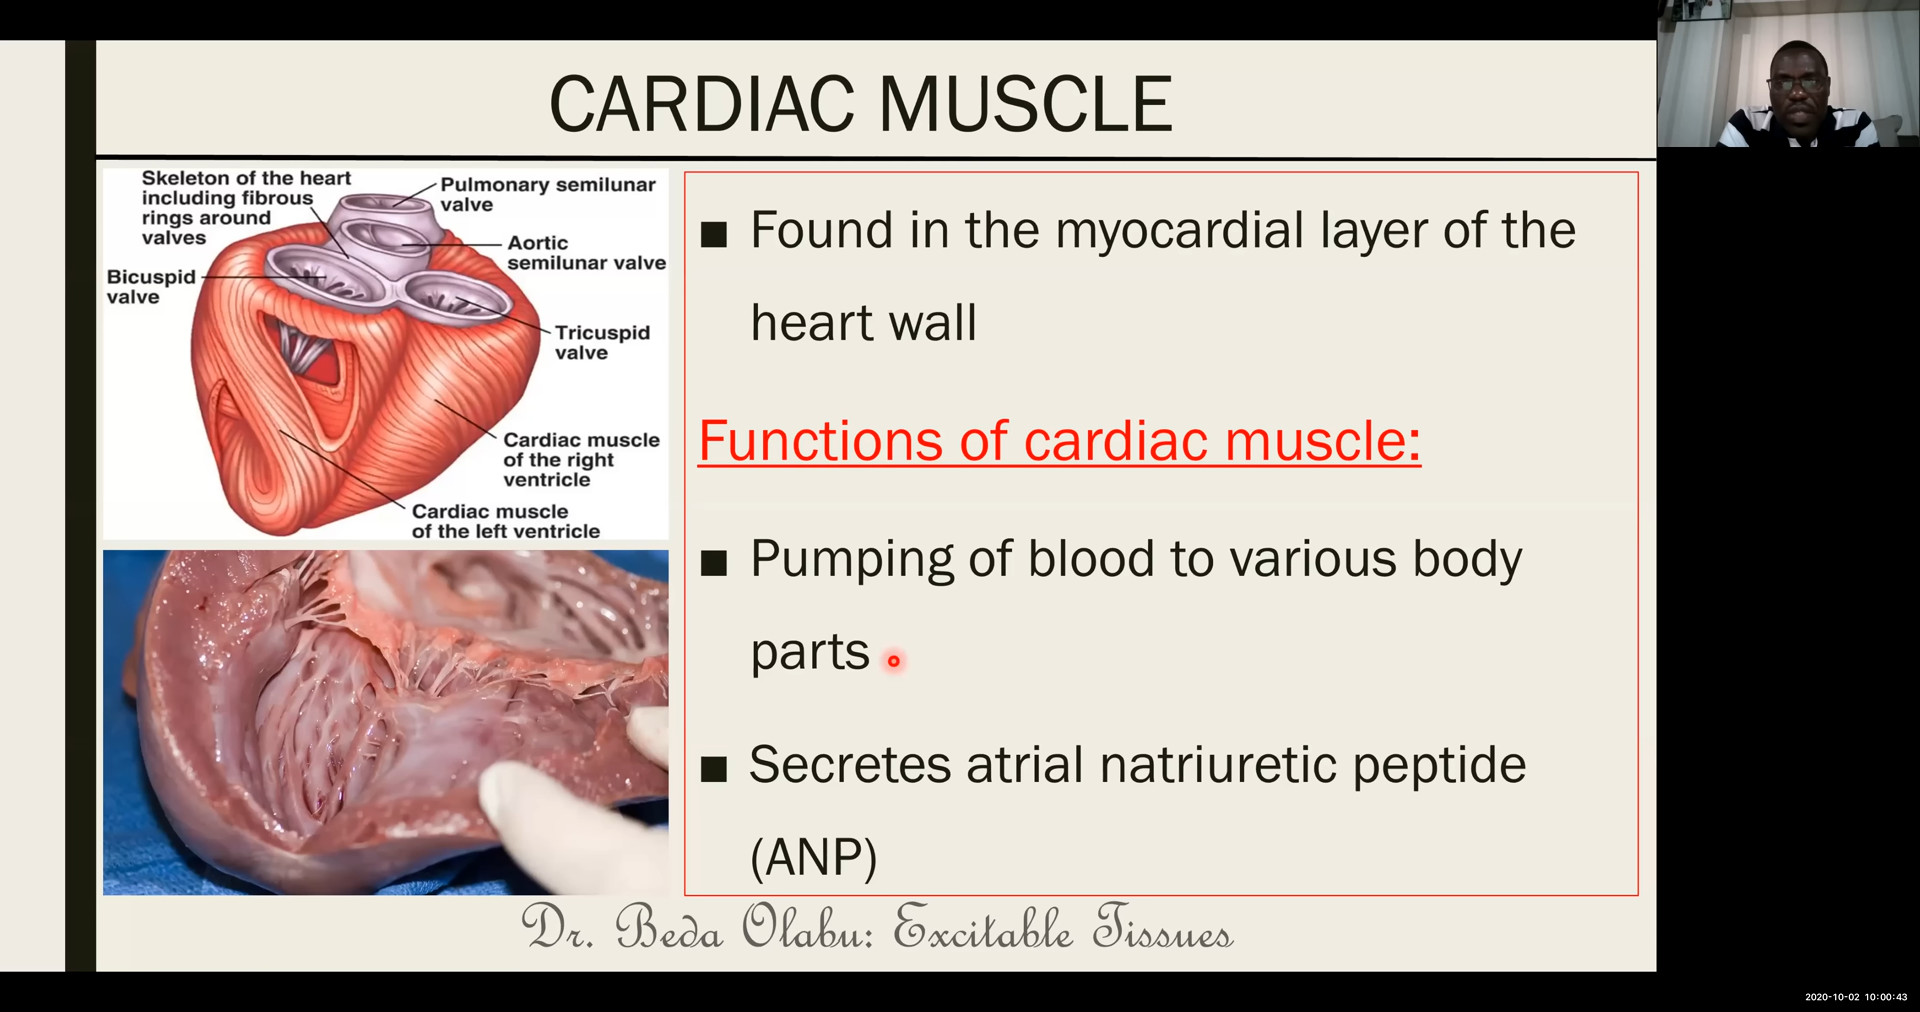 CARDIAC MUSCLE
Skeleton of the heart
including fibrous
rings around
valves
Pulmonary semilunar
valve
Aortic
semilunar valve
Bicuspid
valve
Tricuspid
valve
Cardiac muscle
of the right
ventricle
Cardiac muscle
of the left ventricle
■ Found in the myocardial layer of the
heart wall
Functions of cardiac muscle:
■ Pumping of blood to various body
parts
■ Secretes atrial natriuretic peptide
(ANP)
Dr. Beda Olabu: Excitable Tissues
2020-10-02 10:00:43